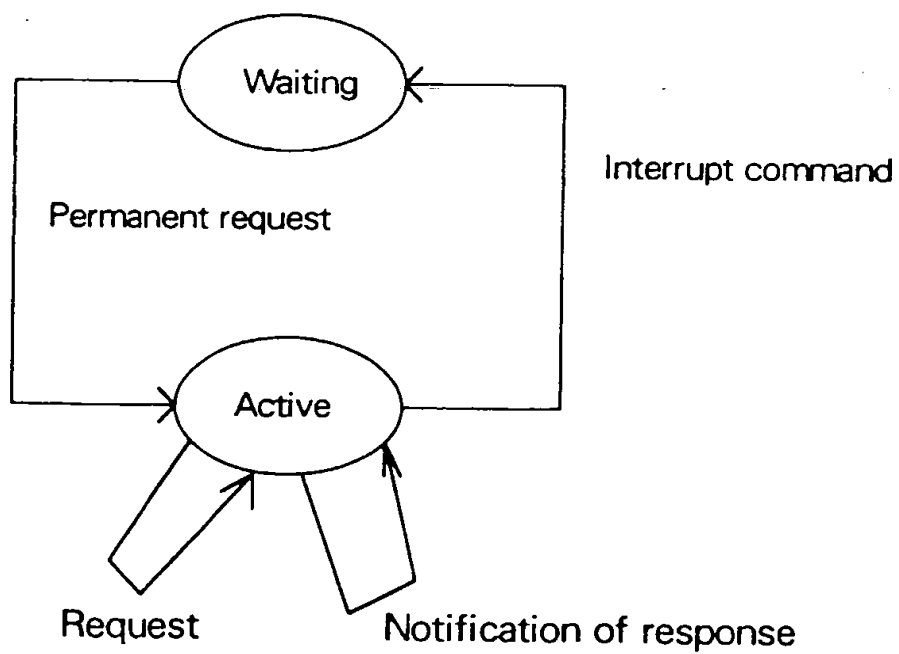 Waiting
Interrupt command
Permanent request
Active
Request
Notification of response